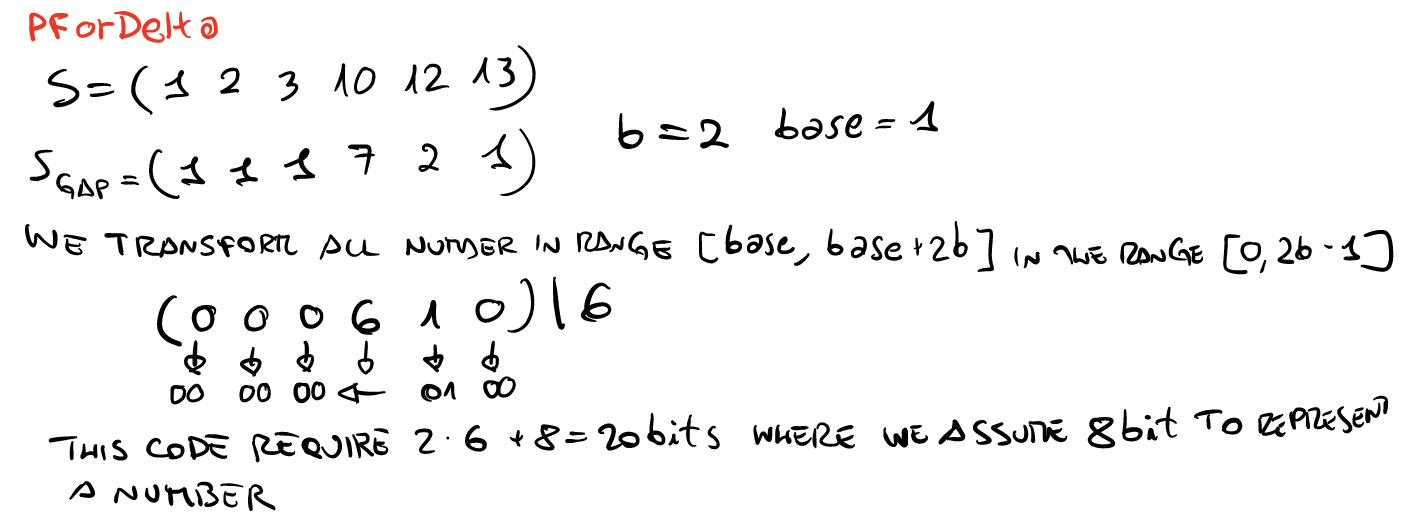 PForDelta
S = (1 2 3 10 12 13)
b = 2 base = 1
S GAP = (1 1 1 7 2 1)
WE TRANSFORM ALL NUMBER IN RANGE [base, base + 2b] IN THE RANGE [0, 2b - 1]
(0 0 0 6 1 0) | 6
↓ ↓ ↓ ↓ ↓ ↓
00 00 00 ← 01 00
THIS CODE REQUIRE 2 · 6 + 8 = 20 bits WHERE WE ASSUME 8 bit TO REPRESENT
A NUMBER